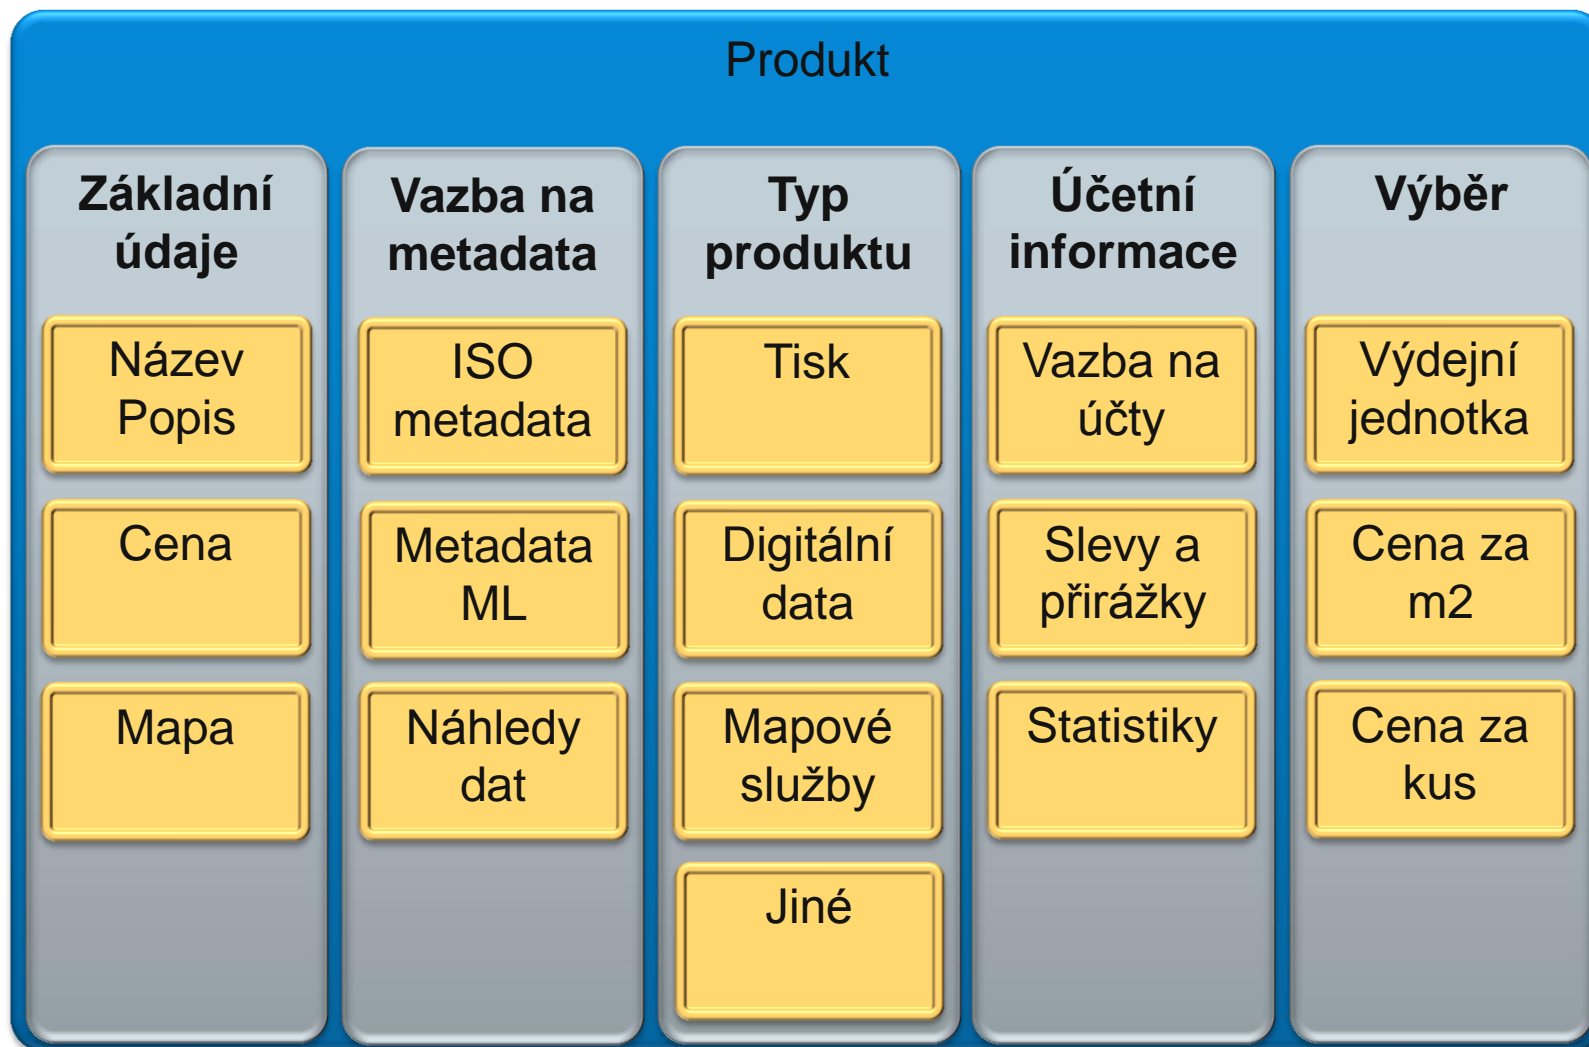 Produkt
Základní
údaje
Název
Popis
Cena
Mapa
Vazba na
metadata
ISO
metadata
Metadata
ML
Náhledy
dat
Typ
produktu
Tisk
Digitální
data
Mapové
služby
Jiné
Účetní
informace
Vazba na
účty
Slevy a
přirážky
Statistiky
Výběr
Výdejní
jednotka
Cena za
m2
Cena za
kus